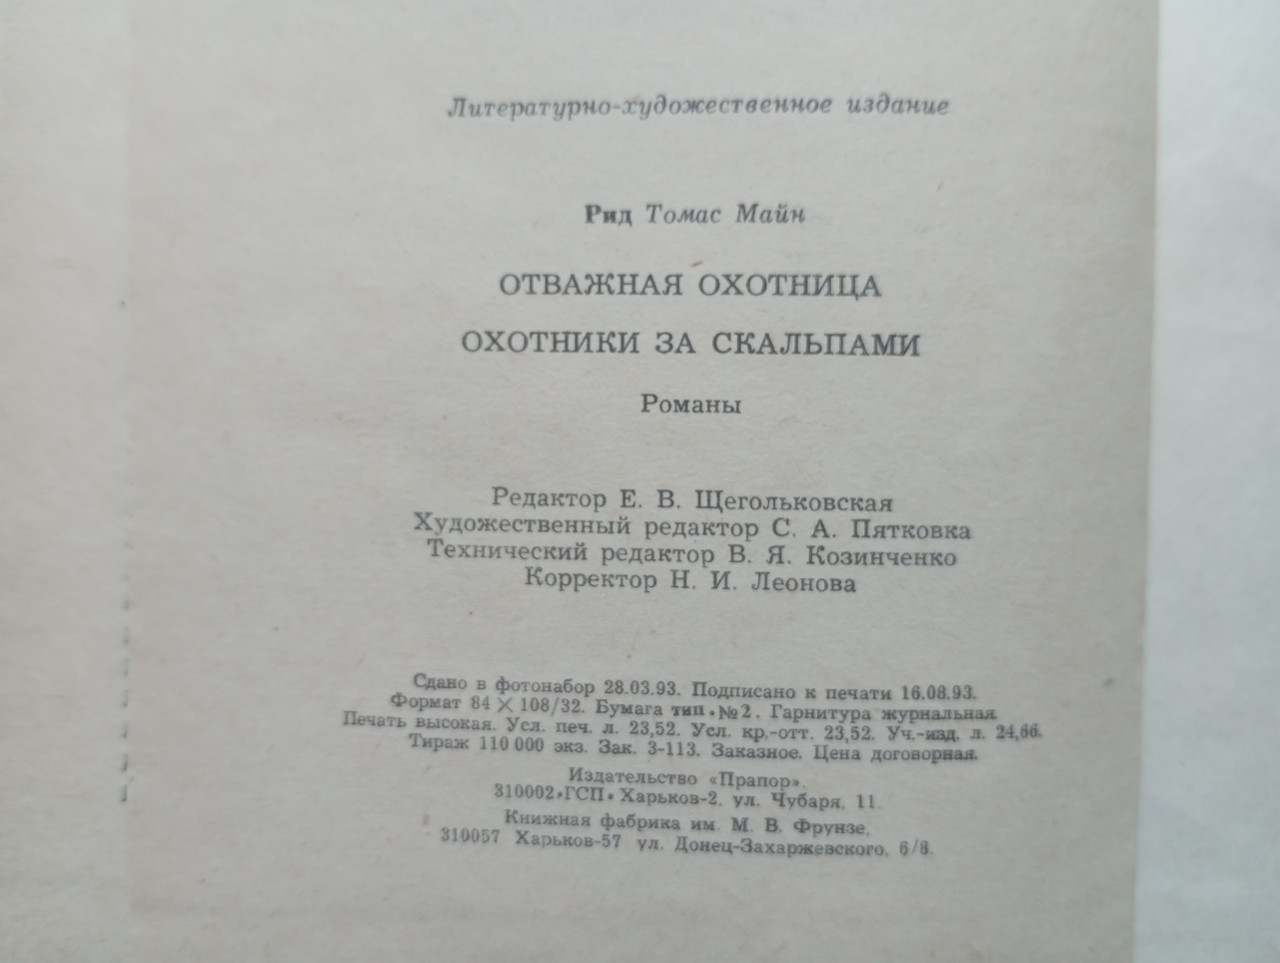 Литературно-художественное издание
Рид Томас Майн
ОТВАЖНАЯ ОХОТНИЦА
ОХОТНИКИ ЗА СКАЛЬПАМИ
Романы
Редактор Е. В. Щегольковская
Художественный редактор С. А. Пятковка
Технический редактор В. Я. Козинченко
Корректор Н. И. Леонова
Сдано в фотонабор 28.03.93. Подписано к печати 16.08.93.
Формат 84 × 108/32. Бумага тип. №2. Гарнитура журнальная.
Печать высокая. Усл. печ. л. 23,52. Усл. кр.-отт. 23,52. Уч.-изд. л. 24,66.
Тираж 110 000 экз. Зак. 3-113. Заказное. Цена договорная.
Издательство «Прапор».
310002, ГСП, Харьков-2, ул. Чубаря, 11.
Книжная фабрика им. М. В. Фрунзе,
310057 Харьков-57 ул. Донец-Захаржевского, 6/8.